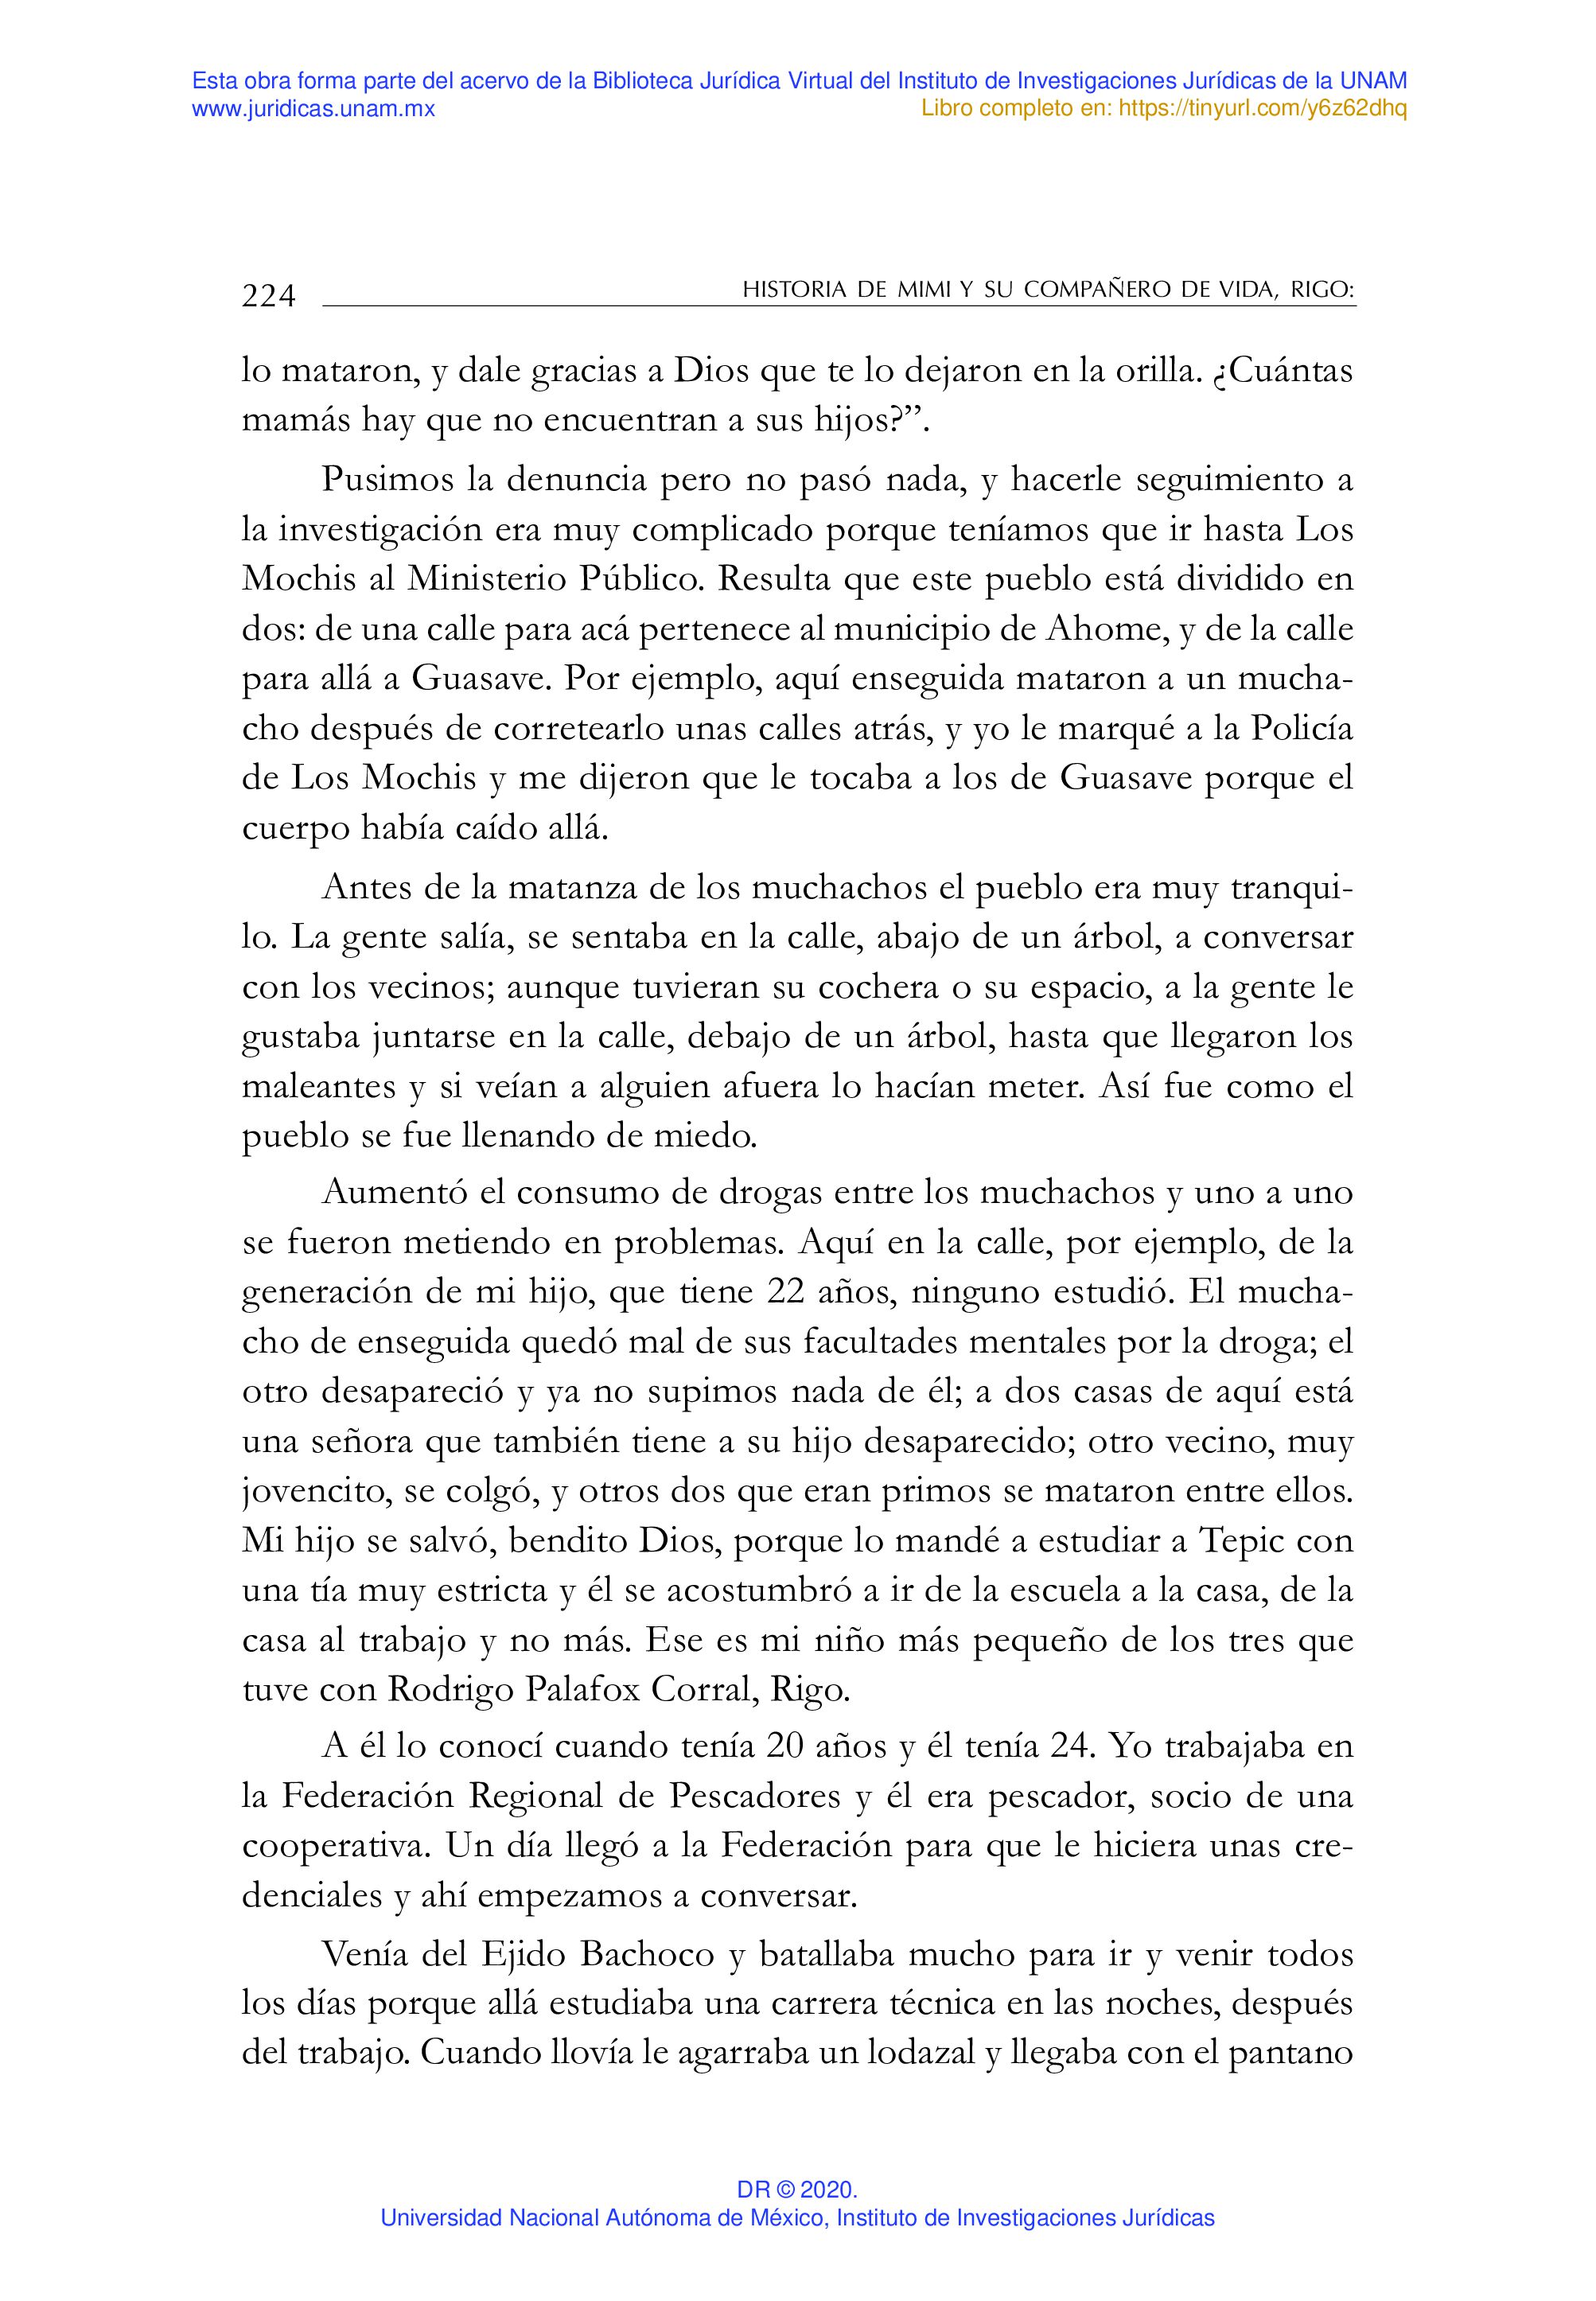 Esta obra forma parte del acervo de la Biblioteca Jurídica Virtual del Instituto de Investigaciones Jurídicas de la UNAM
www.juridicas.unam.mx
Libro completo en: https://tinyurl.com/y6z62dhq
224
HISTORIA DE MIMI Y SU COMPAÑERO DE VIDA, RIGO:
lo mataron, y dale gracias a Dios que te lo dejaron en la orilla. ¿Cuántas
mamás hay que no encuentran a sus hijos?”.
Pusimos la denuncia pero no pasó nada, y hacerle seguimiento a
la investigación era muy complicado porque teníamos que ir hasta Los
Mochis al Ministerio Público. Resulta que este pueblo está dividido en
dos: de una calle para acá pertenece al municipio de Ahome, y de la calle
para allá a Guasave. Por ejemplo, aquí enseguida mataron a un mucha-
cho después de corretearlo unas calles atrás, y yo le marqué a la Policía
de Los Mochis y me dijeron que le tocaba a los de Guasave porque el
cuerpo había caído allá.
Antes de la matanza de los muchachos el pueblo era muy tranqui-
lo. La gente salía, se sentaba en la calle, abajo de un árbol, a conversar
con los vecinos; aunque tuvieran su cochera o su espacio, a la gente le
gustaba juntarse en la calle, debajo de un árbol, hasta que llegaron los
maleantes y si veían a alguien afuera lo hacían meter. Así fue como el
pueblo se fue llenando de miedo.
Aumentó el consumo de drogas entre los muchachos y uno a uno
se fueron metiendo en problemas. Aquí en la calle, por ejemplo, de la
generación de mi hijo, que tiene 22 años, ninguno estudió. El mucha-
cho de enseguida quedó mal de sus facultades mentales por la droga; el
otro desapareció y ya no supimos nada de él; a dos casas de aquí está
una señora que también tiene a su hijo desaparecido; otro vecino, muy
jovencito, se colgó, y otros dos que eran primos se mataron entre ellos.
Mi hijo se salvó, bendito Dios, porque lo mandé a estudiar a Tepic con
una tía muy estricta y él se acostumbró a ir de la escuela a la casa, de la
casa al trabajo y no más. Ese es mi niño más pequeño de los tres que
tuve con Rodrigo Palafox Corral, Rigo.
A él lo conocí cuando tenía 20 años y él tenía 24. Yo trabajaba en
la Federación Regional de Pescadores y él era pescador, socio de una
cooperativa. Un día llegó a la Federación para que le hiciera unas cre-
denciales y ahí empezamos a conversar.
Venía del Ejido Bachoco y batallaba mucho para ir y venir todos
los días porque allá estudiaba una carrera técnica en las noches, después
del trabajo. Cuando llovía le agarraba un lodazal y llegaba con el pantano
DR © 2020.
Universidad Nacional Autónoma de México, Instituto de Investigaciones Jurídicas